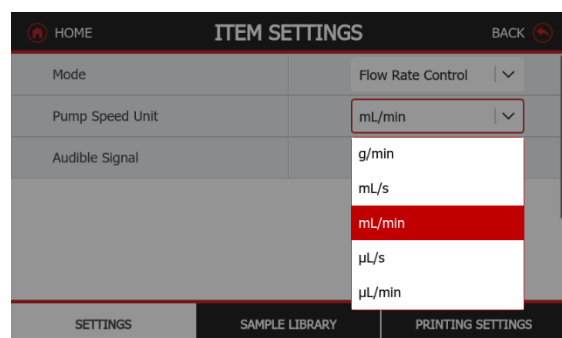 HOME ITEM SETTINGS BACK
Mode Flow Rate Control
Pump Speed Unit mL/min
Audible Signal
g/min
mL/s
mL/min
µL/s
µL/min
SETTINGS SAMPLE LIBRARY PRINTING SETTINGS